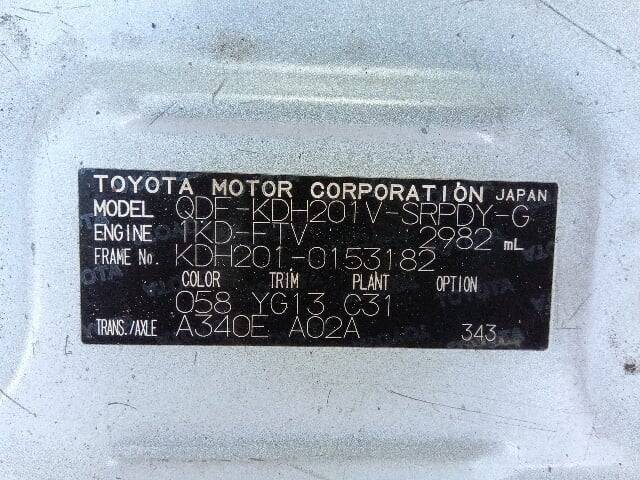 TOYOTA MOTOR CORPORATION JAPAN
MODEL QDF-KDH201V-SRPDY-G
ENGINE 1KD-FTV 2982 mL
FRAME No. KDH201-0153182
COLOR TRIM PLANT OPTION
058 YG13 C31
TRANS./AXLE A340E A02A 343